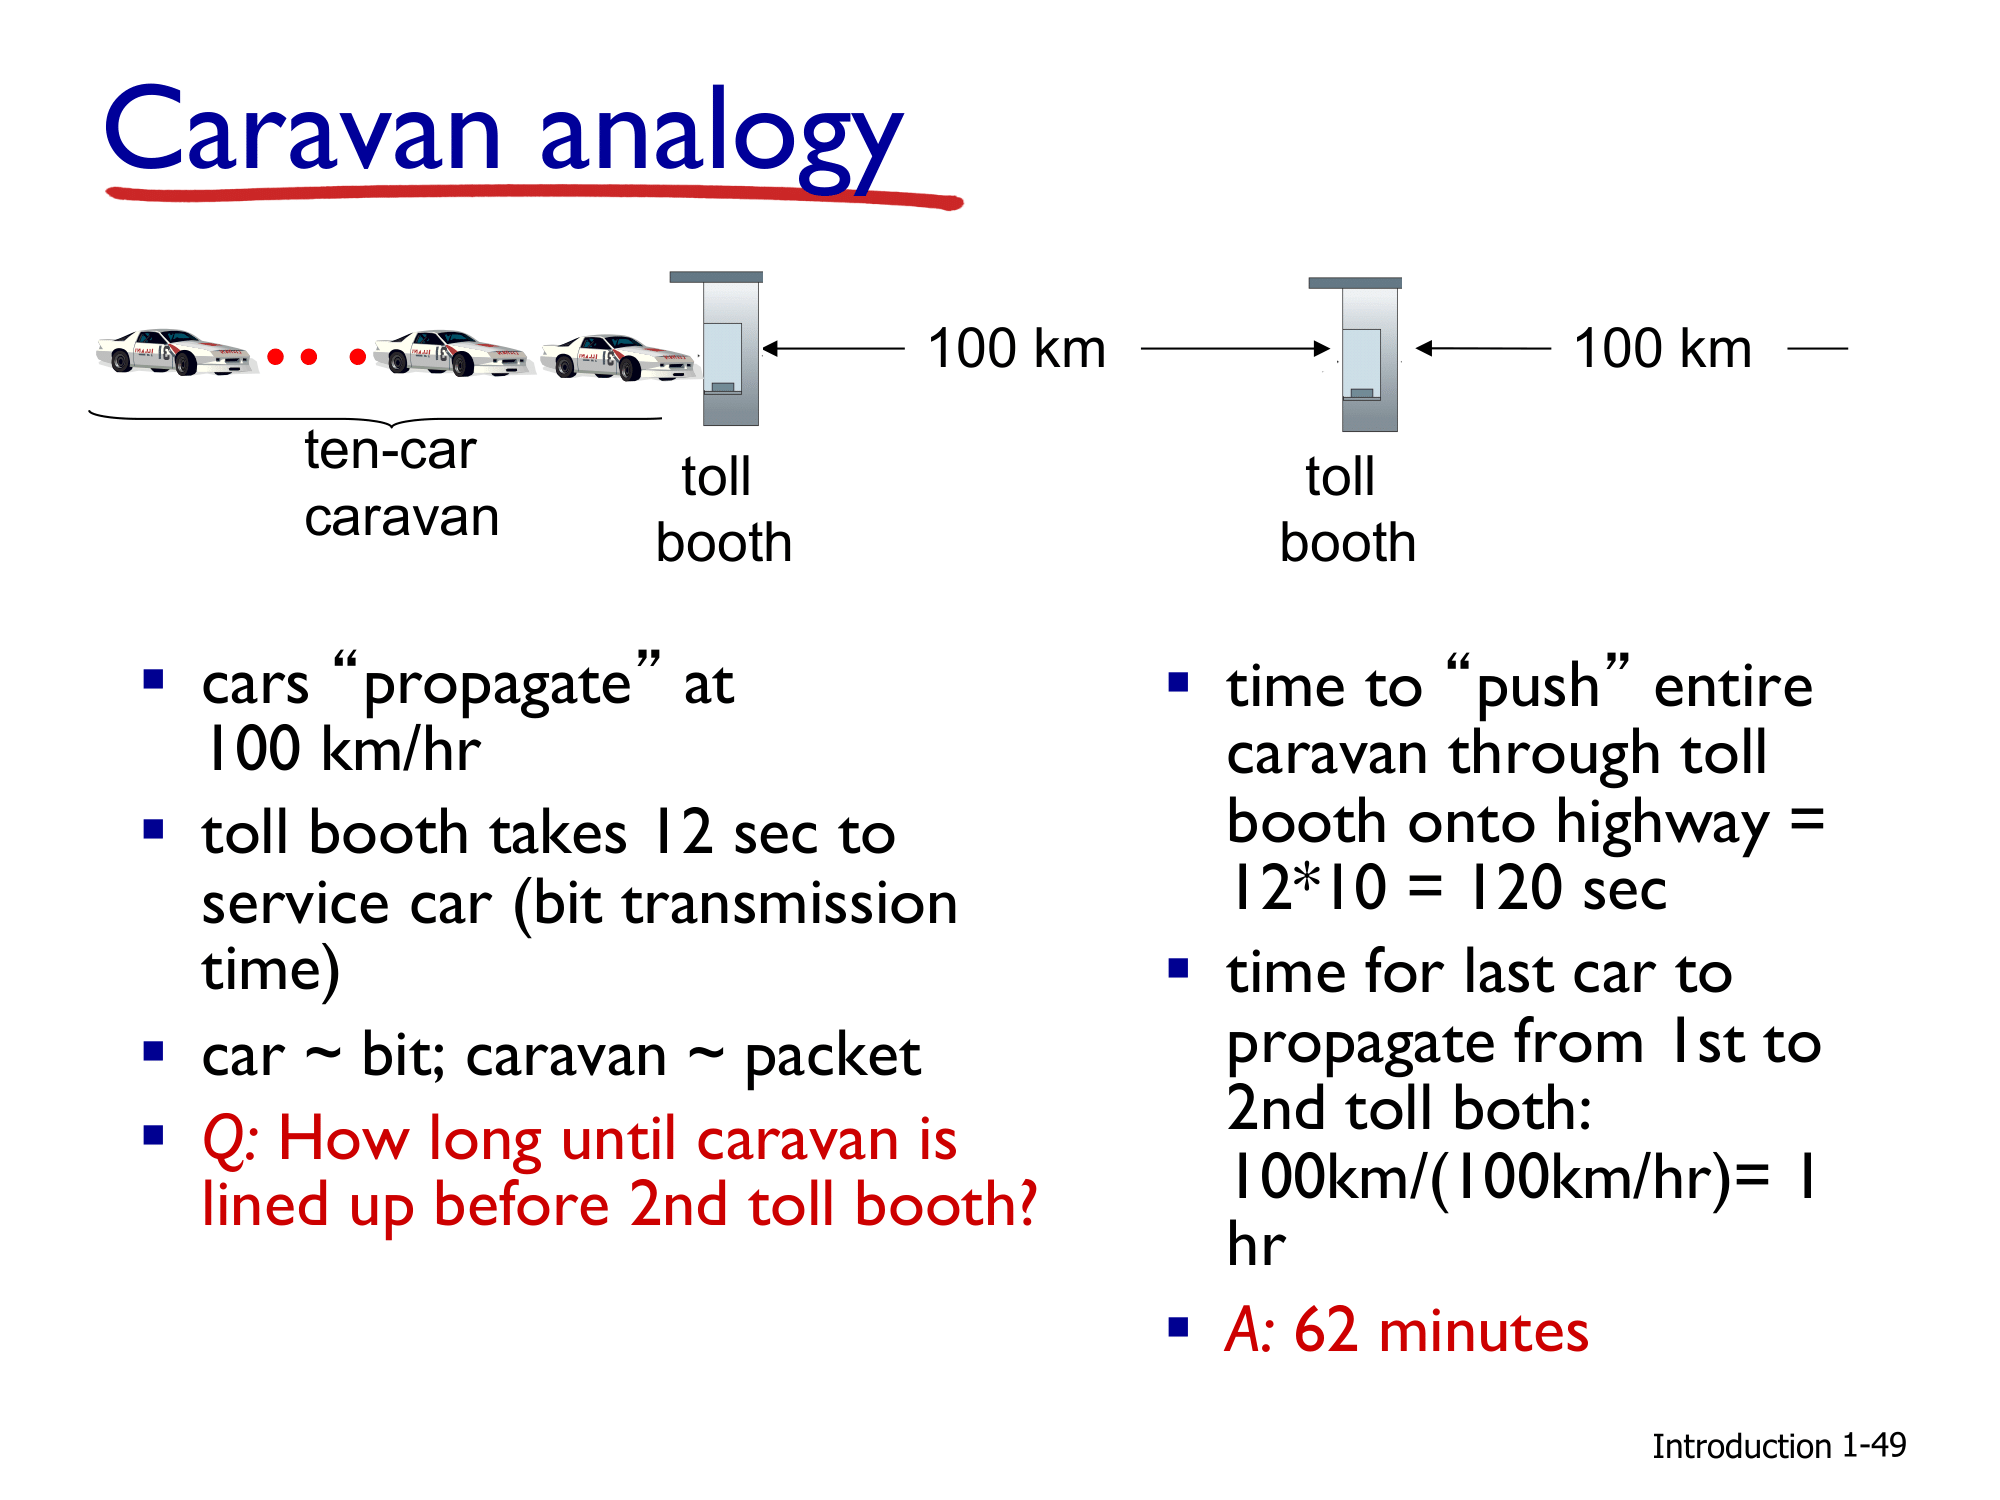 Caravan analogy
100 km
100 km
ten-car
caravan
toll
booth
toll
booth
cars “propagate” at
100 km/hr
toll booth takes 12 sec to
service car (bit transmission
time)
car ~ bit; caravan ~ packet
Q: How long until caravan is
lined up before 2nd toll booth?
time to “push” entire
caravan through toll
booth onto highway =
12*10 = 120 sec
time for last car to
propagate from 1st to
2nd toll both:
100km/(100km/hr)= 1
hr
A: 62 minutes
Introduction 1-49